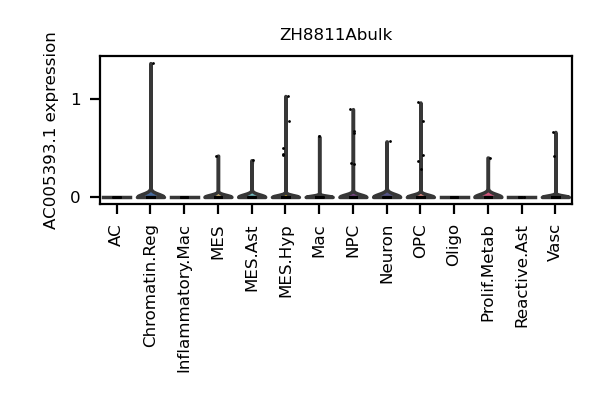 ZH8811Abulk
AC005393.1 expression
1
0
AC
Chromatin.Reg
Inflammatory.Mac
MES
MES.Ast
MES.Hyp
Mac
NPC
Neuron
OPC
Oligo
Prolif.Metab
Reactive.Ast
Vasc